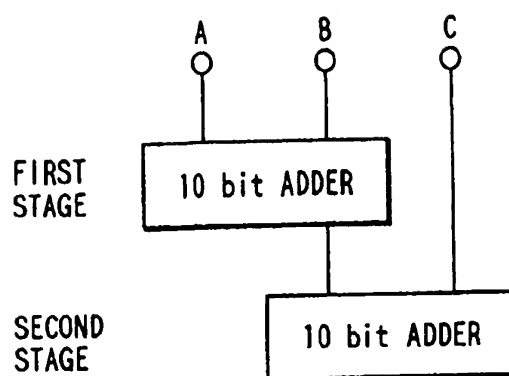 A B C
FIRST
STAGE
10 bit ADDER
SECOND
STAGE
10 bit ADDER